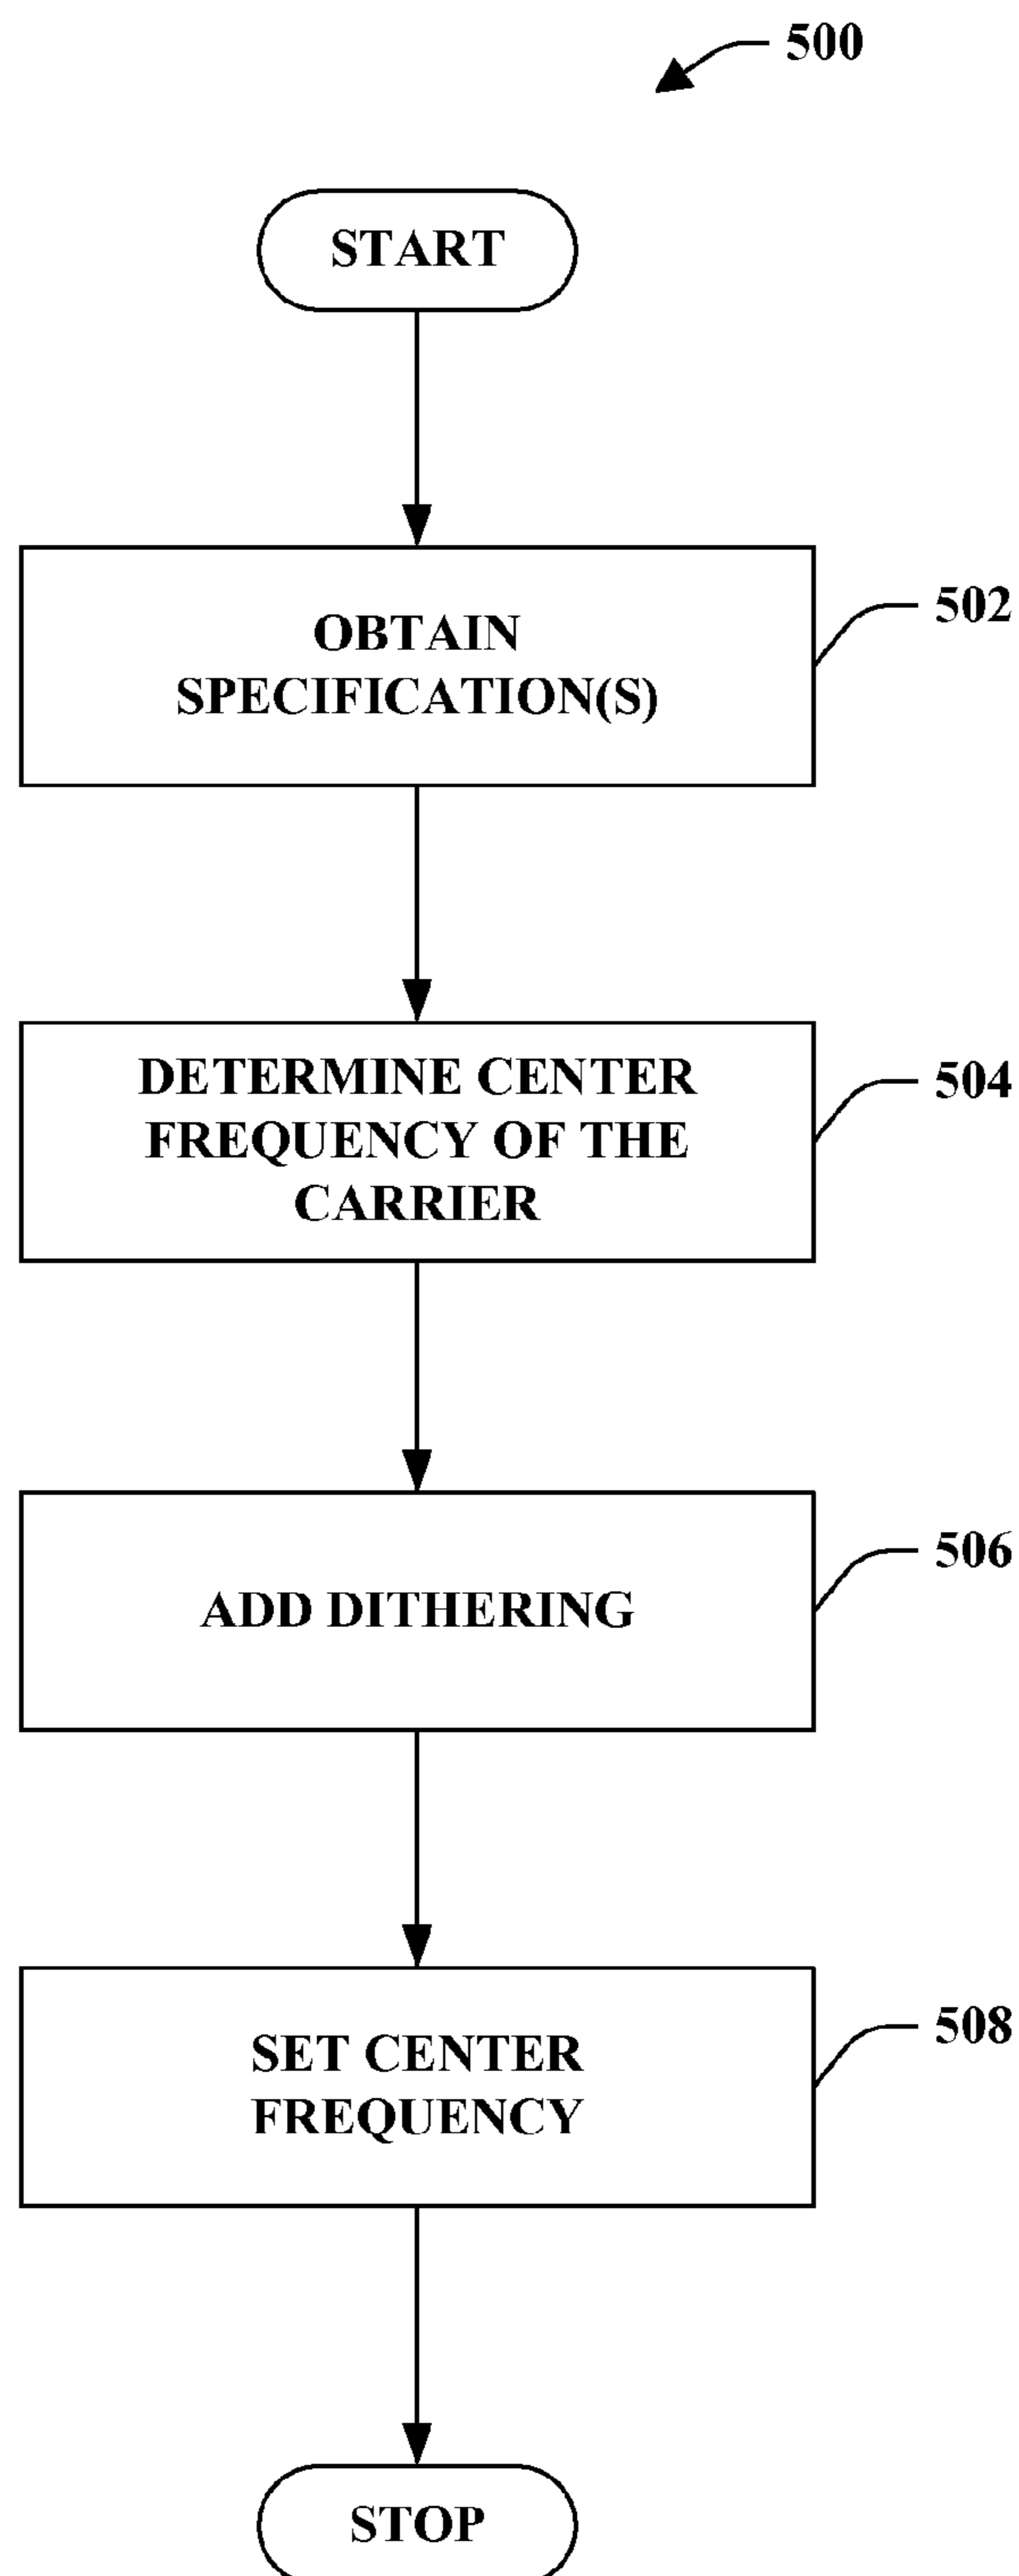 500
START
OBTAIN
SPECIFICATION(S)
502
DETERMINE CENTER
FREQUENCY OF THE
CARRIER
504
ADD DITHERING
506
SET CENTER
FREQUENCY
508
STOP